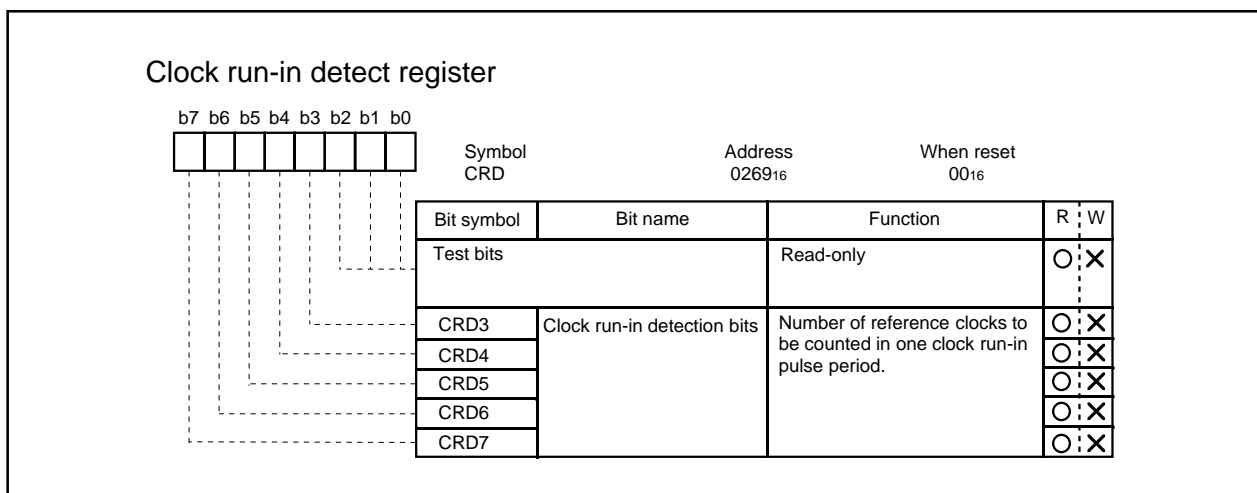 Clock run-in detect register
b7 b6 b5 b4 b3 b2 b1 b0
Symbol Address When reset
CRD 026916 0016
Bit symbol Bit name Function R W
Test bits Read-only O X
CRD3 Clock run-in detection bits Number of reference clocks to O X
CRD4 be counted in one clock run-in O X
CRD5 pulse period. O X
CRD6 O X
CRD7 O X